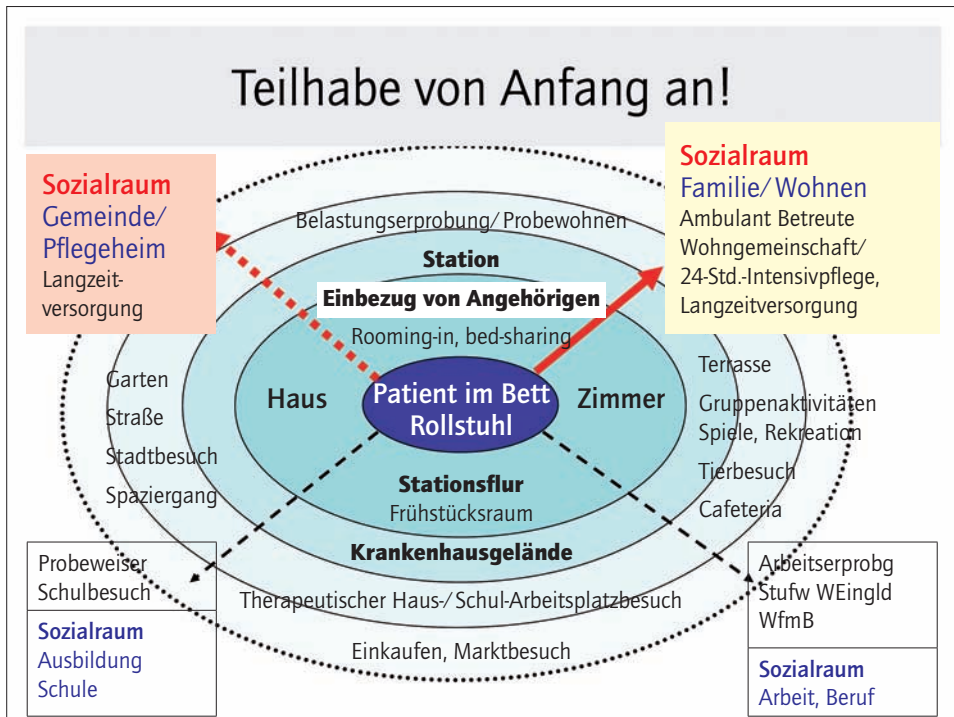 Teilhabe von Anfang an!
Sozialraum
Gemeinde/
Pflegeheim
Langzeit-
versorgung
Sozialraum
Familie/Wohnen
Ambulant Betreute
Wohngemeinschaft/
24-Std.-Intensivpflege,
Langzeitversorgung
Belastungserprobung/Probewohnen
Station
Einbezug von Angehörigen
Rooming-in, bed-sharing
Haus
Patient im Bett
Rollstuhl
Zimmer
Garten
Straße
Stadtbesuch
Spaziergang
Terrasse
Gruppenaktivitäten
Spiele, Rekreation
Tierbesuch
Cafeteria
Stationsflur
Frühstücksraum
Krankenhausgelände
Therapeutischer Haus-/Schul-Arbeitsplatzbesuch
Einkaufen, Marktbesuch
Probeweiser
Schulbesuch
Sozialraum
Ausbildung
Schule
Arbeitserprobg
Stufw WEingld
WfmB
Sozialraum
Arbeit, Beruf